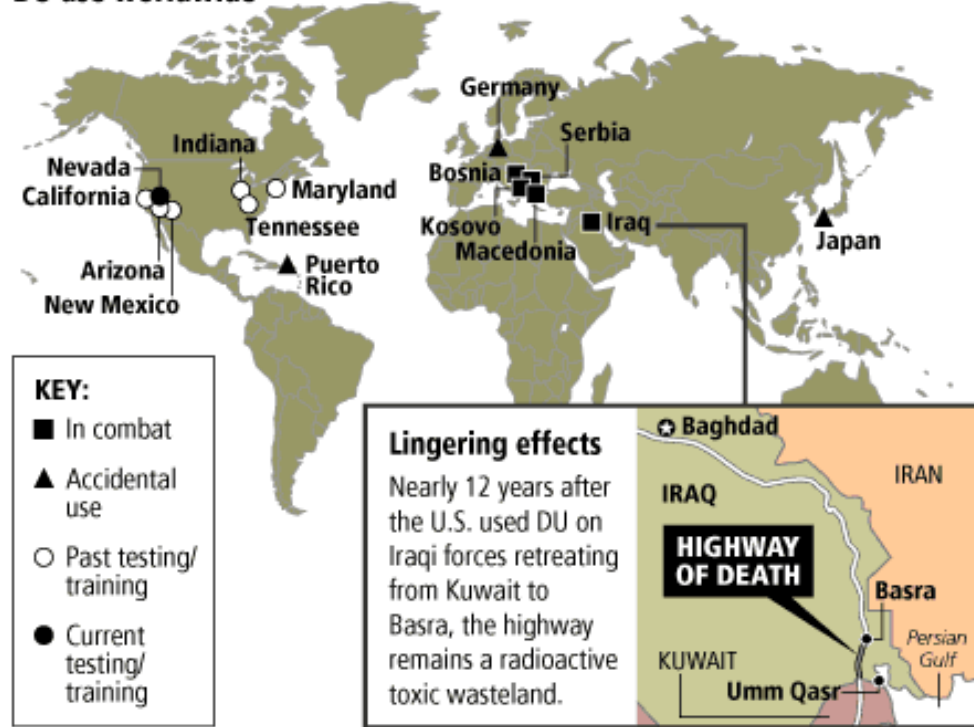 DU use worldwide
Germany
Serbia
Indiana
Nevada
Bosnia
California
Maryland
Kosovo
Iraq
Tennessee
Macedonia
Japan
Arizona
Puerto
Rico
New Mexico
KEY:
In combat
Accidental
use
Past testing/
training
Current
testing/
training
Lingering effects
Nearly 12 years after
the U.S. used DU on
Iraqi forces retreating
from Kuwait to
Basra, the highway
remains a radioactive
toxic wasteland.
Baghdad
IRAN
IRAQ
HIGHWAY
OF DEATH
Basra
Persian
Gulf
KUWAIT
Umm Qasr